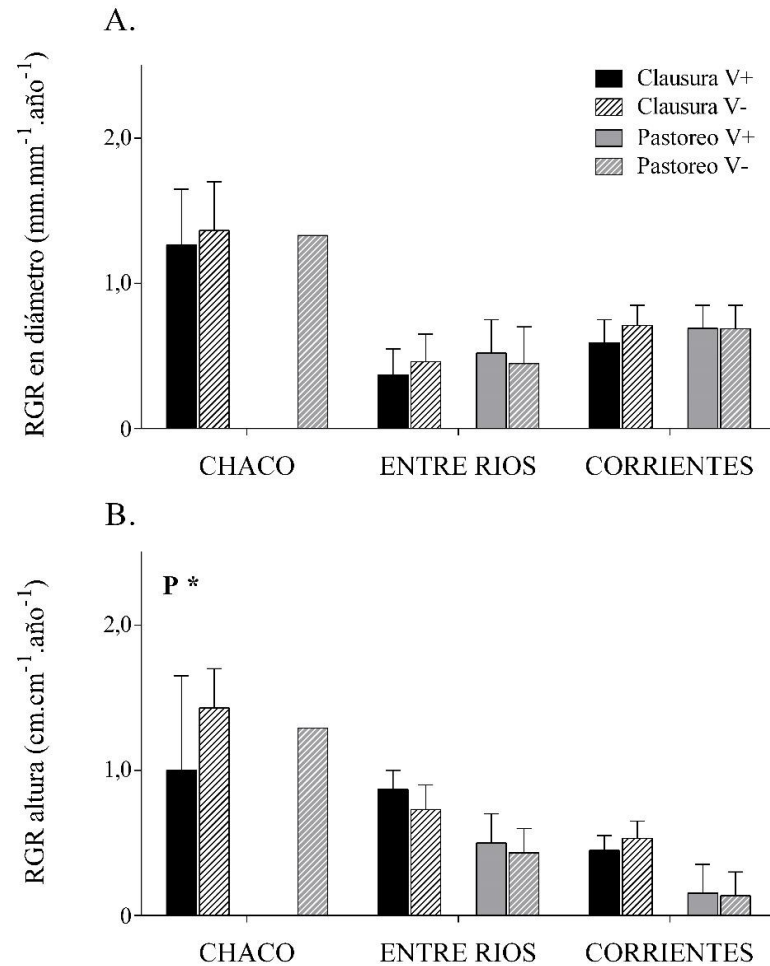 A.
RGR en diámetro (mm.mm⁻¹.año⁻¹)
2,0
1,0
0
Clausura V+
Clausura V-
Pastoreo V+
Pastoreo V-
CHACO ENTRE RIOS CORRIENTES
B.
RGR altura (cm.cm⁻¹.año⁻¹)
P *
2,0
1,0
0
CHACO ENTRE RIOS CORRIENTES